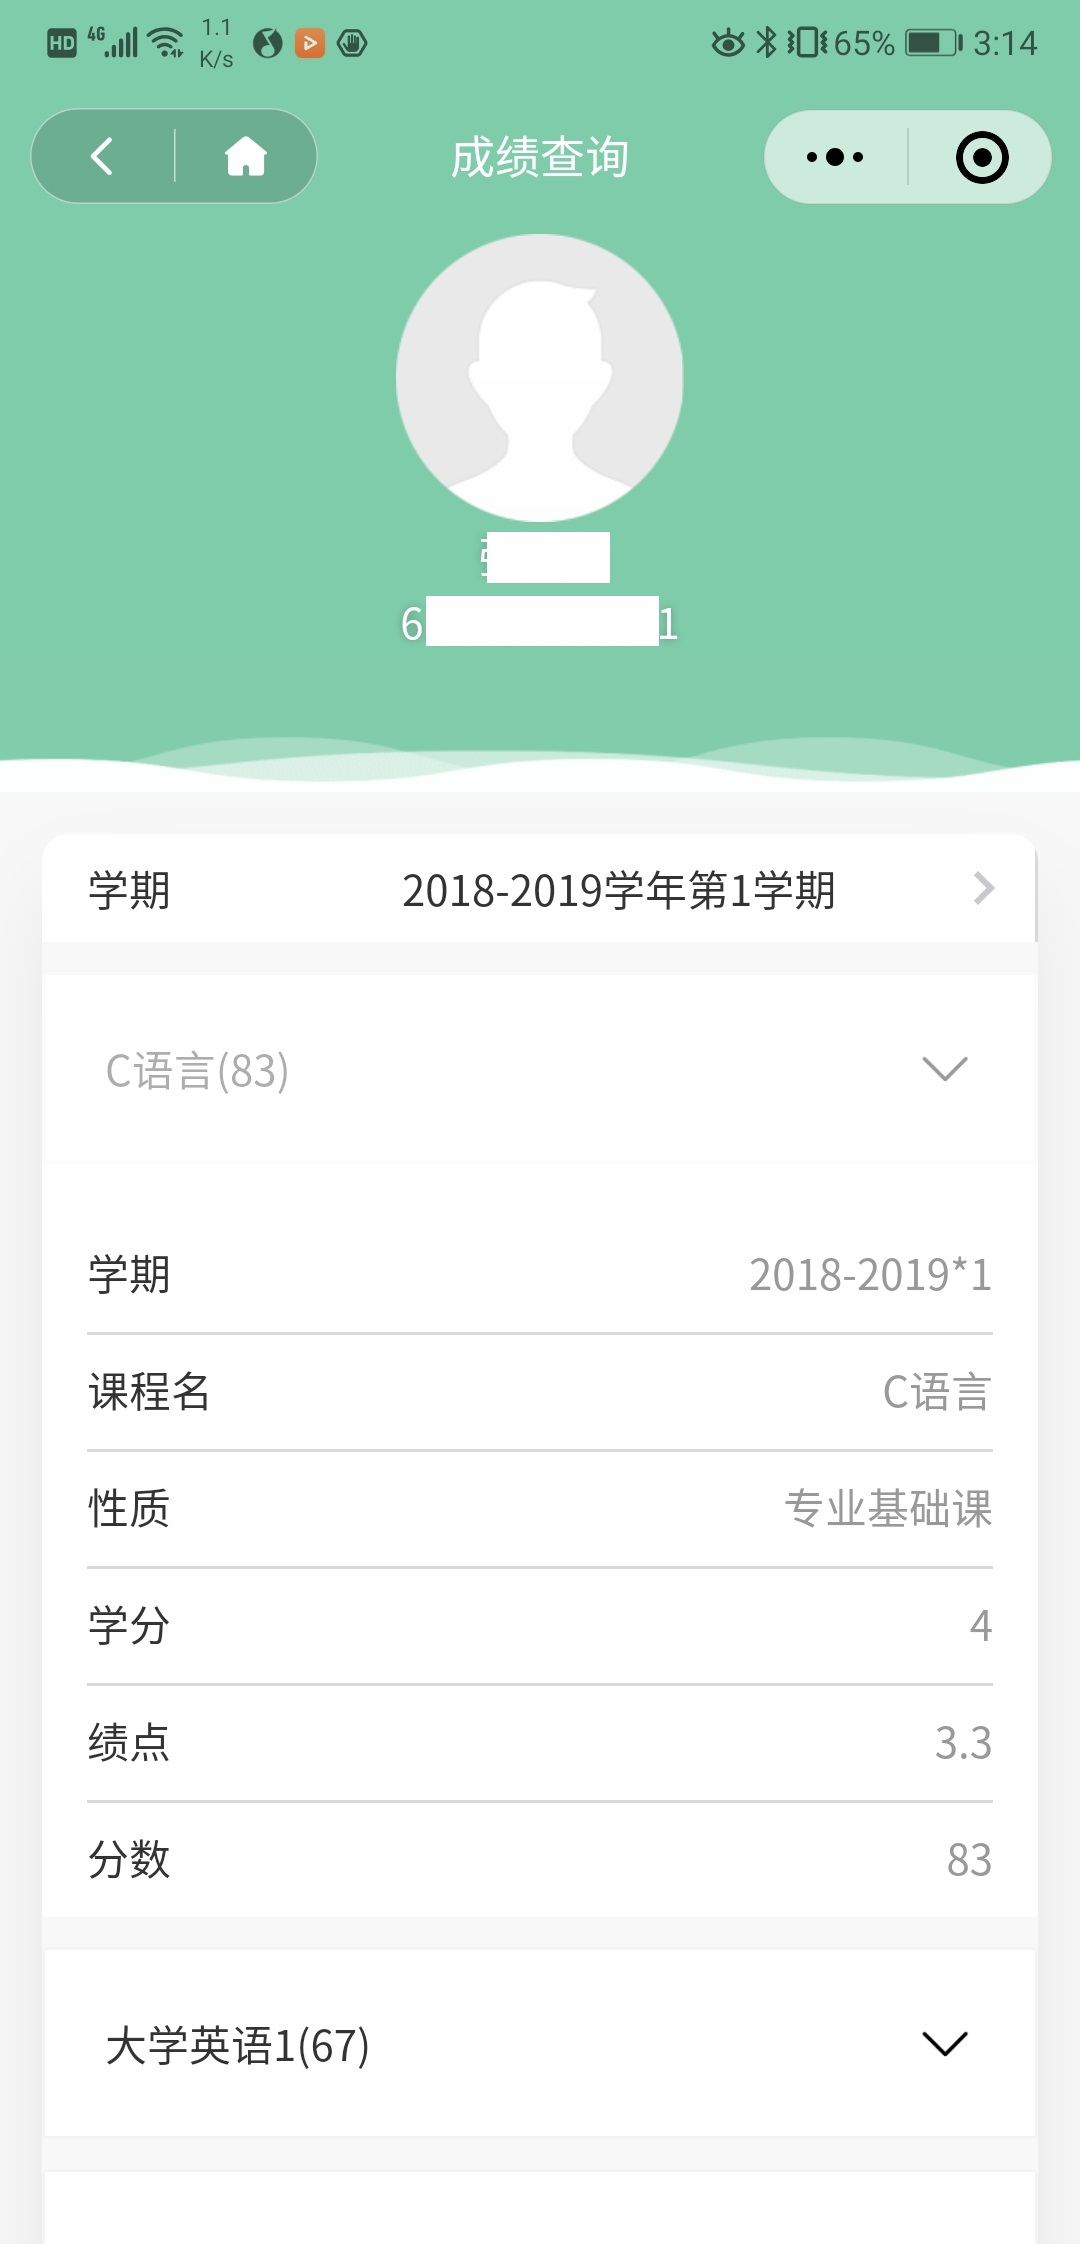 HD 4G 1.1 K/s 65% 3:14
成绩查询
6 1
学期 2018-2019学年第1学期
C语言(83)
学期 2018-2019*1
课程名 C语言
性质 专业基础课
学分 4
绩点 3.3
分数 83
大学英语1(67)